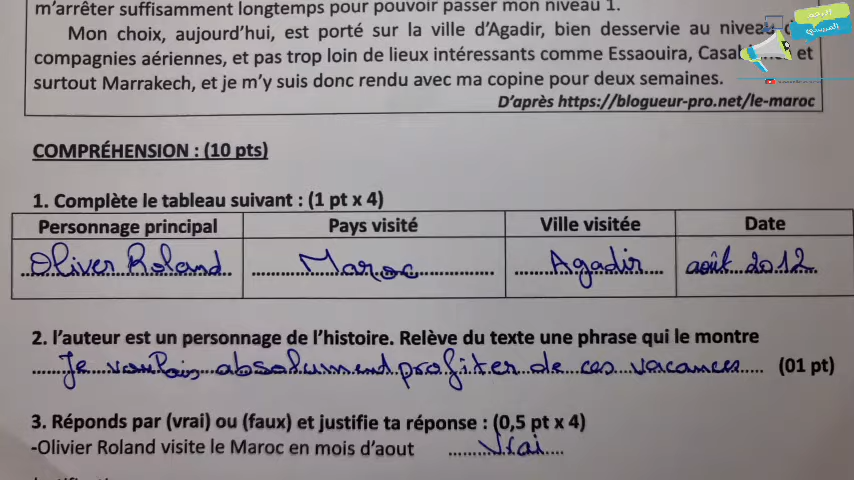 m'arrêter suffisamment longtemps pour pouvoir passer mon niveau 1.
Mon choix, aujourd'hui, est porté sur la ville d'Agadir, bien desservie au niveau
compagnies aériennes, et pas trop loin de lieux intéressants comme Essaouira, et
surtout Marrakech, et je m'y suis donc rendu avec ma copine pour deux semaines.
D'après https://blogueur-pro.net/le-maroc
COMPRÉHENSION : (10 pts)
1. Complète le tableau suivant : (1 pt x 4)
Personnage principal Pays visité Ville visitée Date
Oliver Roland Maroc Agadir août 2012
2. l'auteur est un personnage de l'histoire. Relève du texte une phrase qui le montre
Je voulais absolumend profiter de ces vacances (01 pt)
3. Réponds par (vrai) ou (faux) et justifie ta réponse : (0,5 pt x 4)
-Olivier Roland visite le Maroc en mois d'aout Vrai